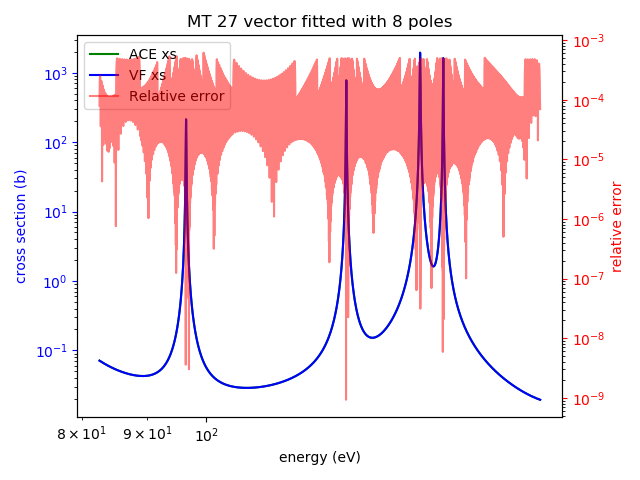 MT 27 vector fitted with 8 poles
ACE xs
VF xs
Relative error
cross section (b)
10³
10²
10¹
10⁰
10⁻¹
10⁻³
10⁻⁴
10⁻⁵
10⁻⁶
10⁻⁷
10⁻⁸
10⁻⁹
relative error
8 × 10¹ 9 × 10¹ 10²
energy (eV)